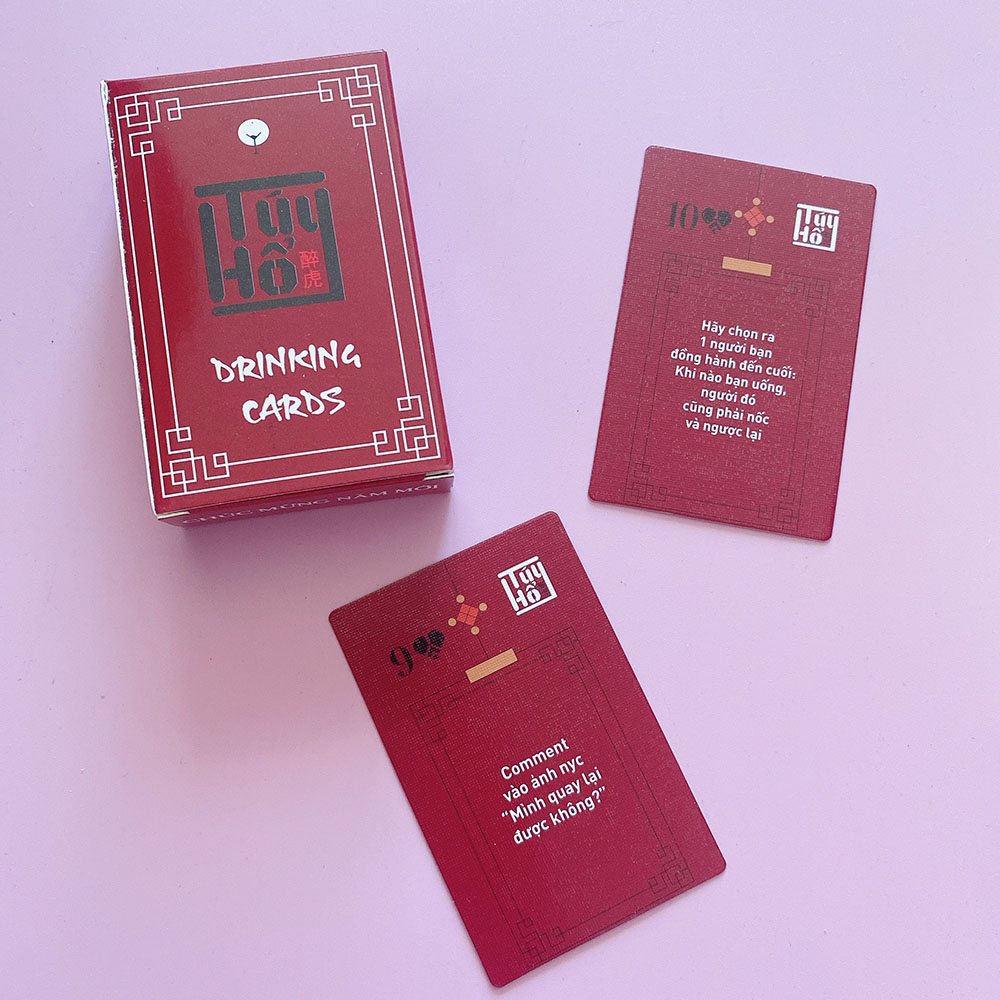 Túy
Hổ
醉
虎
DRINKING
CARDS
CHÚC MỪNG NĂM MỚI
10
Túy
Hổ
Hãy chọn ra
1 người bạn
đồng hành đến cuối:
Khi nào bạn uống,
người đó
cũng phải nốc
và ngược lại
9
Túy
Hổ
Comment
vào ảnh nyc
“Mình quay lại
được không?”